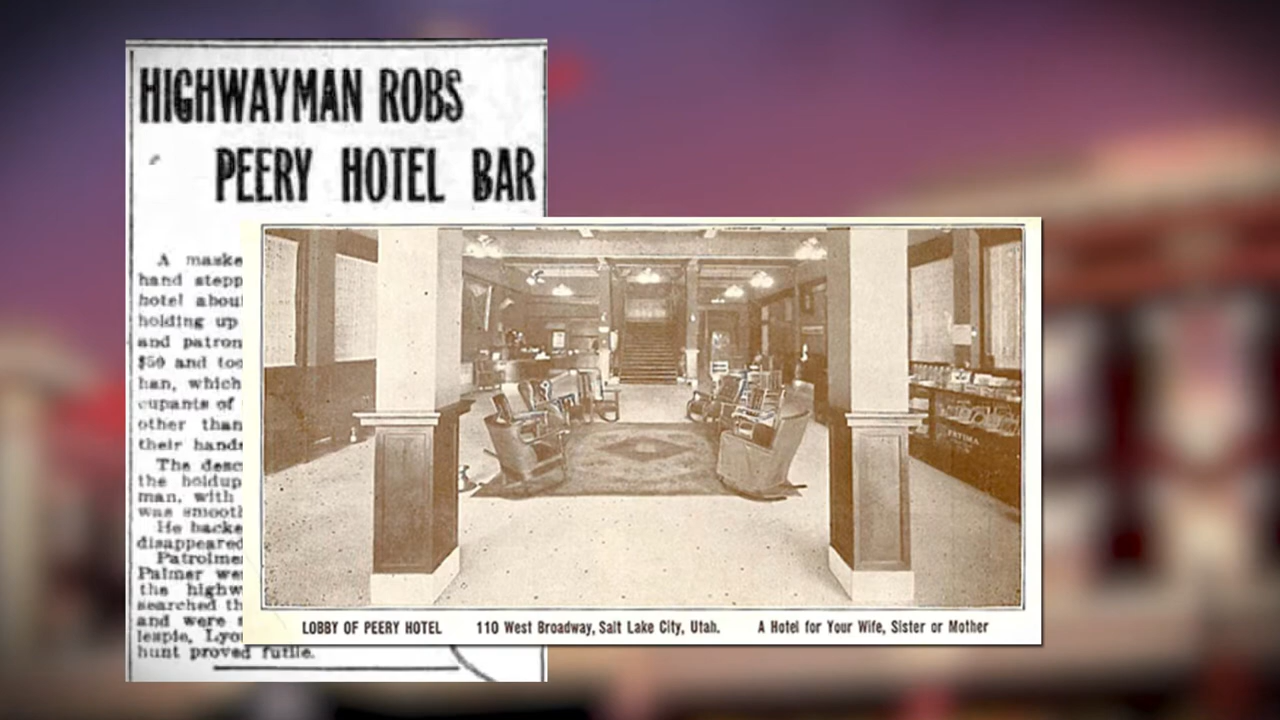 HIGHWAYMAN ROBS
PEERY HOTEL BAR
A maske
hand stepp
hotel abou
holding up
and patron
$50 and too
han, which
cupants of
other than
their hands
The desc
the holdup
man, with
was smooth
He backe
disappeared
Patrolme
Palmer we
the highw
searched th
and were s
lespie, Lyo
hunt proved futile.
FATIMA
LOBBY OF PEERY HOTEL 110 West Broadway, Salt Lake City, Utah. A Hotel for Your Wife, Sister or Mother